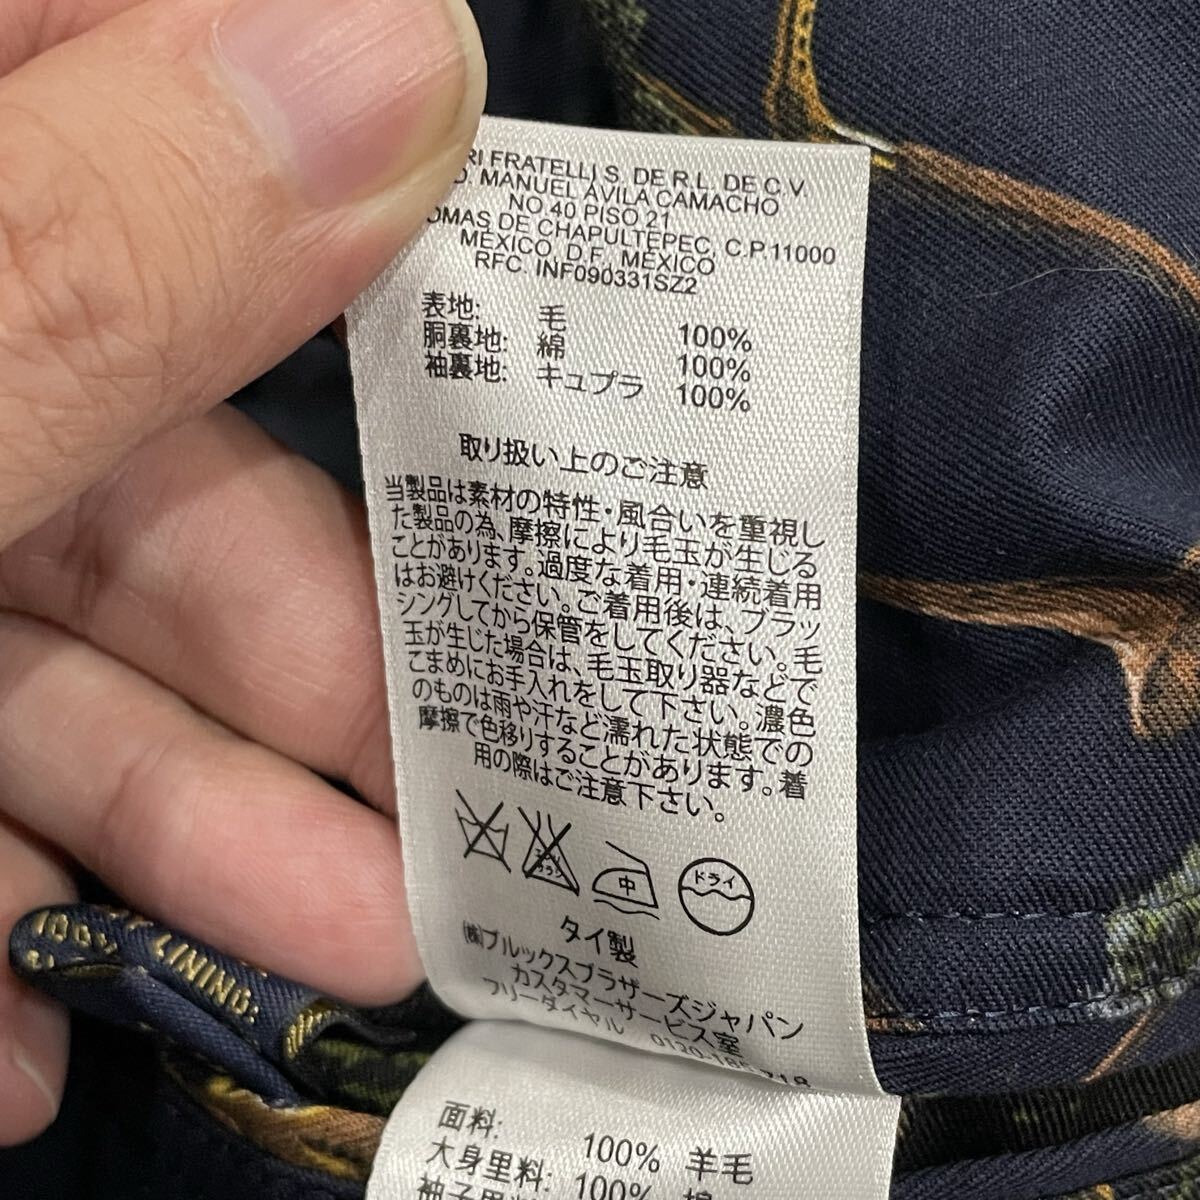 RI FRATELLI S. DE R.L. DE C.V.
D. MANUEL ÁVILA CAMACHO
NO. 40 PISO 21
OMAS DE CHAPULTEPEC, C.P.11000
MÉXICO, D.F., MÉXICO
RFC. INF090331SZ2
表地: 毛 100%
胴裏地: 綿 100%
袖裏地: キュプラ 100%
取り扱い上のご注意
当製品は素材の特性・風合いを重視し
た製品の為、摩擦により毛玉が生じる
ことがあります。過度な着用・連続着用
はお避けください。ご着用後は、ブラッ
シングしてから保管をしてください。毛
玉が生じた場合は、毛玉取り器などで
こまめにお手入れをして下さい。濃色
のものは雨や汗など濡れた状態での
摩擦で色移りすることがあります。着
用の際はご注意下さい。
中
ドライ
タイ製
㈱ブルックスブラザーズジャパン
カスタマーサービス室
フリーダイヤル 0120-185-718
LINING:
面料: 100% 羊毛
大身里料: 100% 棉
袖子里料: